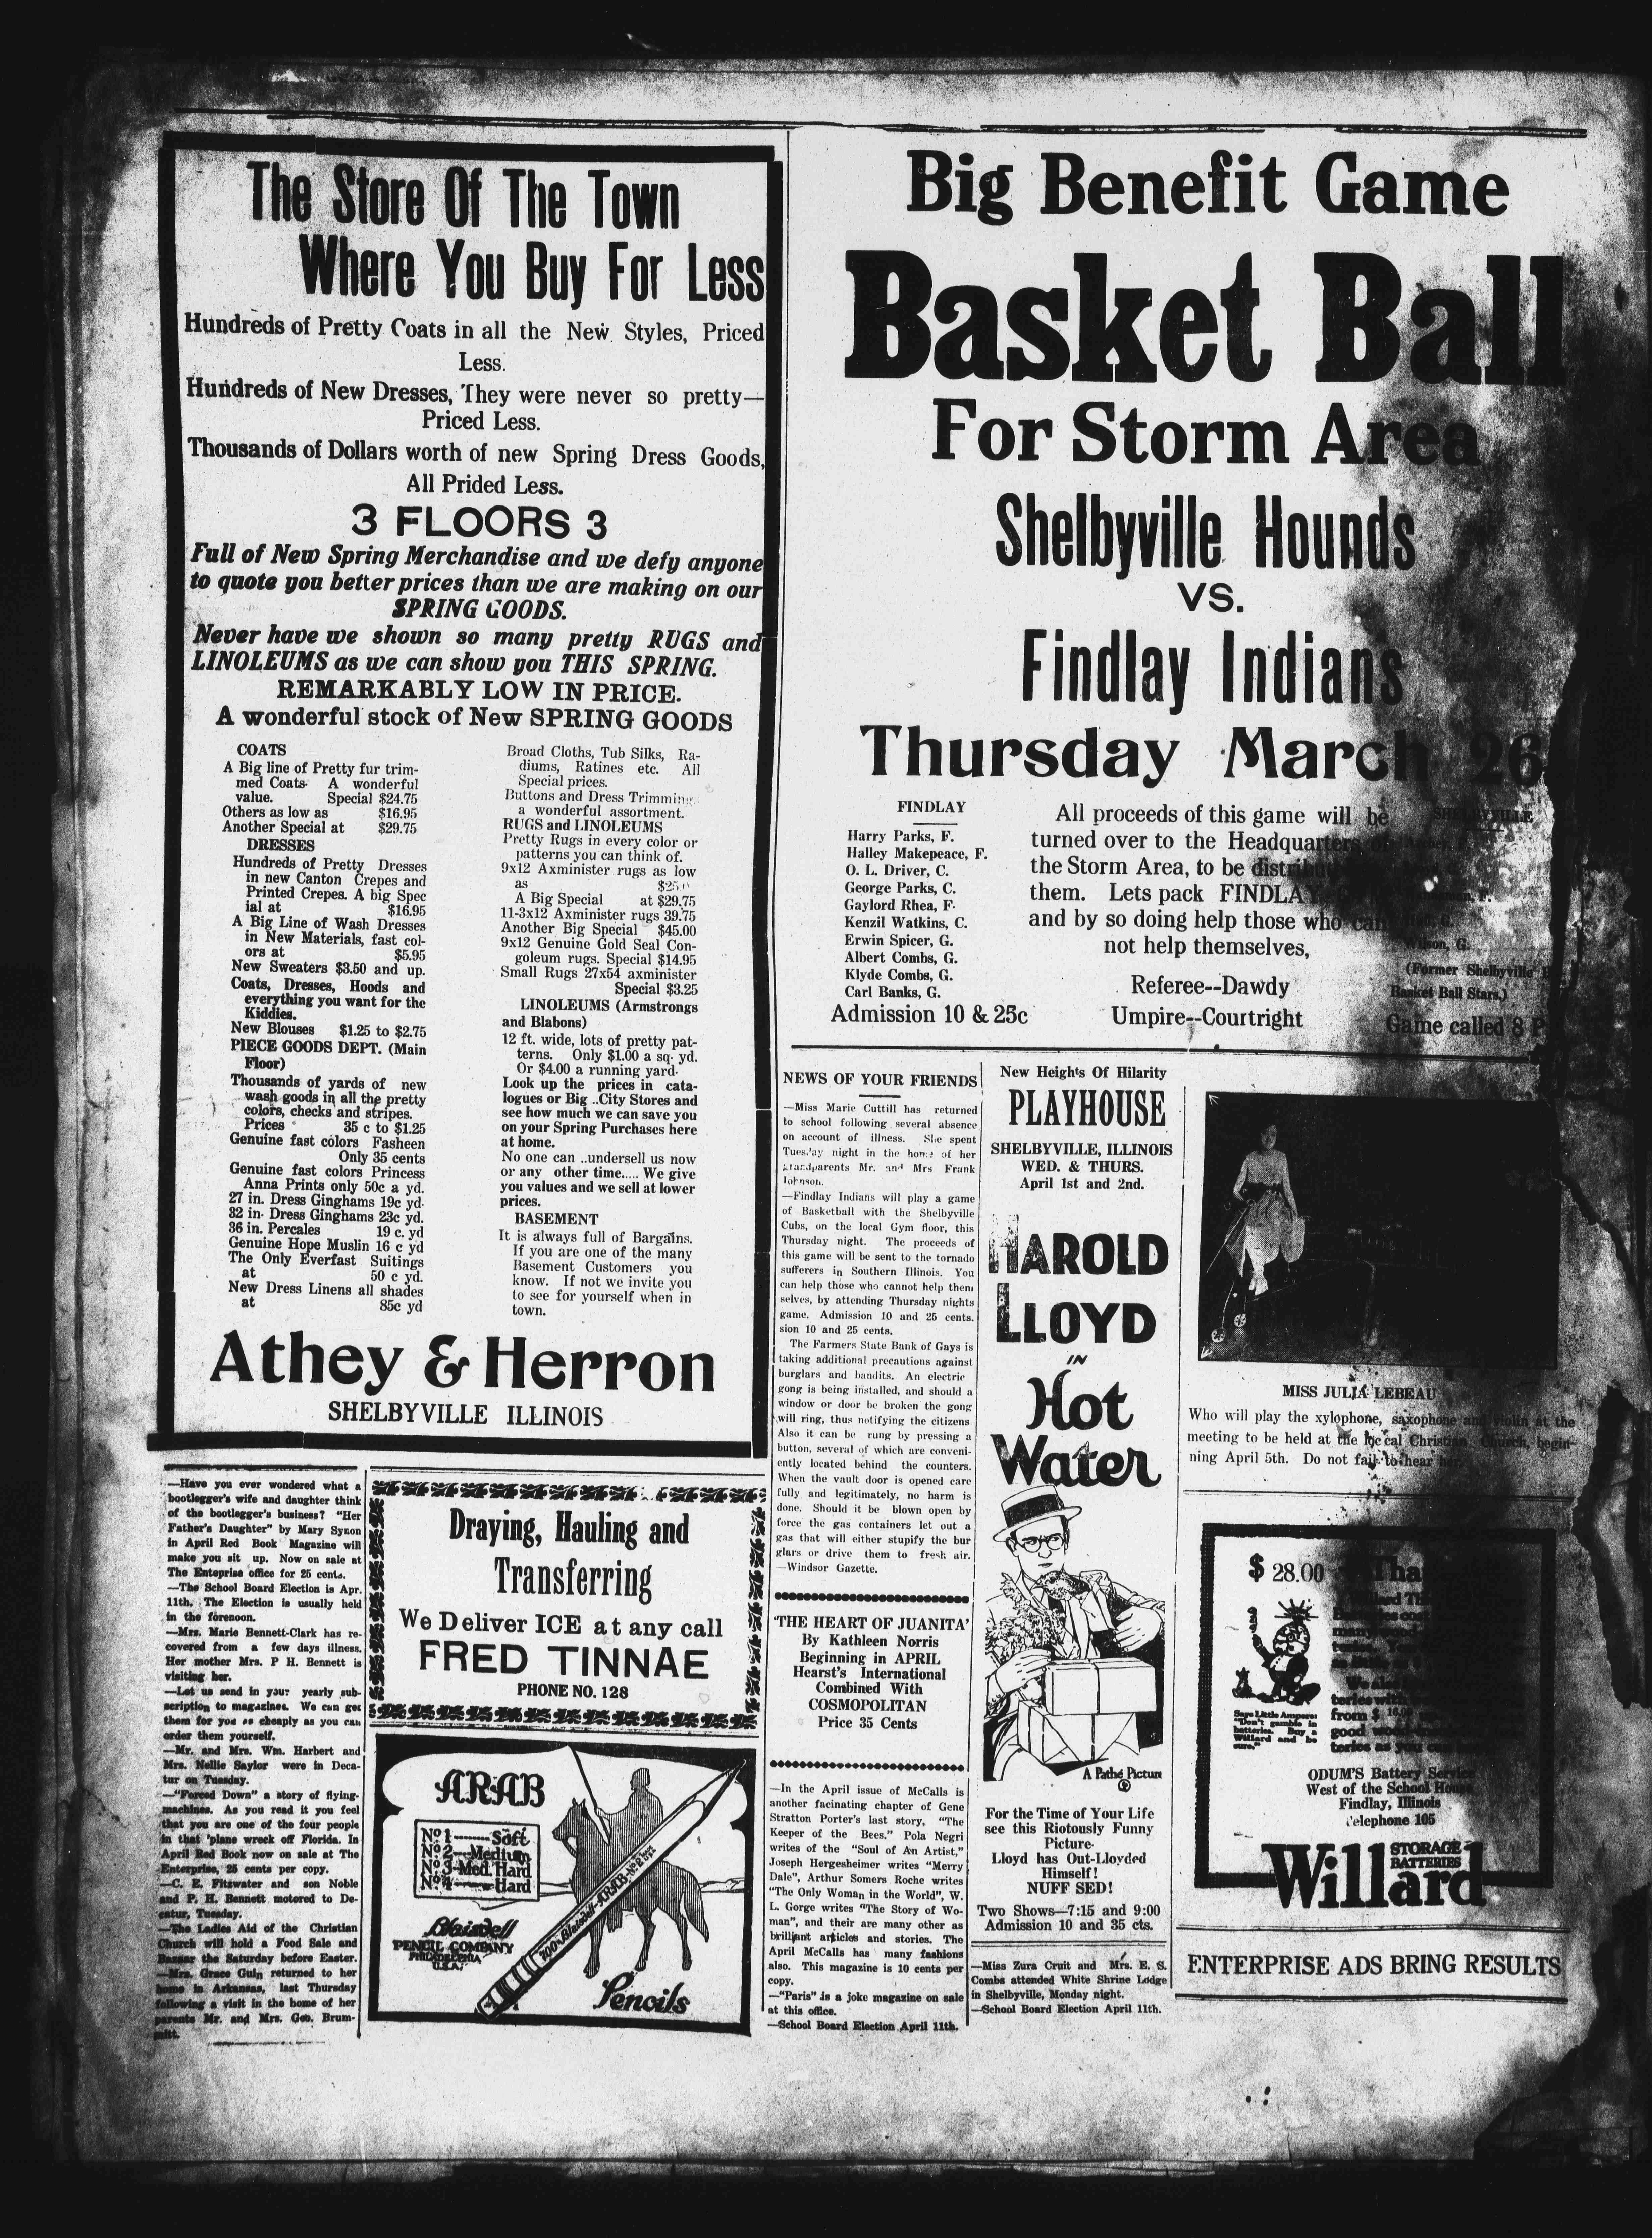 The Store Of The Town
Where You Buy For Less
Hundreds of Pretty Coats in all the New Styles, Priced
Less.
Hundreds of New Dresses, They were never so pretty—
Priced Less.
Thousands of Dollars worth of new Spring Dress Goods,
All Prided Less.
3 FLOORS 3
Full of New Spring Merchandise and we defy anyone
to quote you better prices than we are making on our
SPRING GOODS.
Never have we shown so many pretty RUGS and
LINOLEUMS as we can show you THIS SPRING.
REMARKABLY LOW IN PRICE.
A wonderful stock of New SPRING GOODS
COATS
A Big line of Pretty fur trim-
med Coats. A wonderful
value. Special $24.75
Others as low as $16.95
Another Special at $29.75
DRESSES
Hundreds of Pretty Dresses
in new Canton Crepes and
Printed Crepes. A big Spec
ial at $16.95
A Big Line of Wash Dresses
in New Materials, fast col-
ors at $5.95
New Sweaters $3.50 and up.
Coats, Dresses, Hoods and
everything you want for the
Kiddies.
New Blouses $1.25 to $2.75
PIECE GOODS DEPT. (Main
Floor)
Thousands of yards of new
wash goods in all the pretty
colors, checks and stripes.
Prices 35 c to $1.25
Genuine fast colors Fasheen
Only 35 cents
Genuine fast colors Princess
Anna Prints only 50c a yd.
27 in. Dress Ginghams 19c yd.
32 in. Dress Ginghams 23c yd.
36 in. Percales 19 c. yd
Genuine Hope Muslin 16 c yd
The Only Everfast Suitings
at 50 c yd.
New Dress Linens all shades
at 85c yd
Broad Cloths, Tub Silks, Ra-
diums, Ratines etc. All
Special prices.
Buttons and Dress Trimming
a wonderful assortment.
RUGS and LINOLEUMS
Pretty Rugs in every color or
patterns you can think of.
9x12 Axminister rugs as low
as
A Big Special at $29.75
11-3x12 Axminister rugs 39.75
Another Big Special $45.00
9x12 Genuine Gold Seal Con-
goleum rugs. Special $14.95
Small Rugs 27x54 axminister
Special $3.25
LINOLEUMS (Armstrongs
and Blabons)
12 ft. wide, lots of pretty pat-
terns. Only $1.00 a sq. yd.
Or $4.00 a running yard.
Look up the prices in cata-
logues or Big ..City Stores and
see how much we can save you
on your Spring Purchases here
at home.
No one can ..undersell us now
or any other time..... We give
you values and we sell at lower
prices.
BASEMENT
It is always full of Bargains.
If you are one of the many
Basement Customers you
know. If not we invite you
to see for yourself when in
town.
Athey & Herron
SHELBYVILLE ILLINOIS
Big Benefit Game
Basket Ball
For Storm Area
Shelbyville Hounds
VS.
Findlay Indians
Thursday March 26
FINDLAY
Harry Parks, F.
Halley Makepeace, F.
O. L. Driver, C.
George Parks, C.
Gaylord Rhea, F.
Kenzil Watkins, C.
Erwin Spicer, G.
Albert Combs, G.
Klyde Combs, G.
Carl Banks, G.
Admission 10 & 25c
All proceeds of this game will be
turned over to the Headquarters
the Storm Area, to be
them. Lets pack FINDLAY
and by so doing help those who can
not help themselves,
Referee--Dawdy
Umpire--Courtright
SHELBYVILLE
Wilson, G.
(Former Shelbyville
Basket Ball Stars.)
Game called 8 P
—Have you ever wondered what a
bootlegger's wife and daughter think
of the bootlegger's business? "Her
Father's Daughter" by Mary Synon
in April Red Book Magazine will
make you sit up. Now on sale at
The Enteprise office for 25 cents.
—The School Board Election is Apr.
11th. The Election is usually held
in the forenoon.
—Mrs. Marie Bennett-Clark has re-
covered from a few days illness.
Her mother Mrs. P H. Bennett is
visiting her.
—Let us send in your yearly sub-
scription to magazines. We can get
them for you as cheaply as you can
order them yourself.
—Mr. and Mrs. Wm. Harbert and
Mrs. Nellie Saylor were in Deca-
tur on Tuesday.
—"Forced Down" a story of flying-
machines. As you read it you feel
that you are one of the four people
in that 'plane wreck off Florida. In
April Red Book now on sale at The
Enterprise, 25 cents per copy.
—C. E. Fitzwater and son Noble
and P. H. Bennett motored to De-
catur, Tuesday.
—The Ladies Aid of the Christian
Church will hold a Food Sale and
Bazaar the Saturday before Easter.
—Mrs. Grace Guin returned to her
home in Arkansas, last Thursday
following a visit in the home of her
parents Mr. and Mrs. Geo. Brum-
mitt.
Draying, Hauling and
Transferring
We Deliver ICE at any call
FRED TINNAE
PHONE NO. 128
ARAB
No. 1 Soft
No. 2 Medium
No. 3 Med. Hard
No. 4 Hard
Blaisdell
PENCIL COMPANY
PHILADELPHIA
U.S.A.
700 Blaisdell-ARAB-No. 2
Pencils
NEWS OF YOUR FRIENDS
—Miss Marie Cuttill has returned
to school following several absence
on account of illness. She spent
Tuesday night in the home of her
grandparents Mr. and Mrs Frank
Johnson.
—Findlay Indians will play a game
of Basketball with the Shelbyville
Cubs, on the local Gym floor, this
Thursday night. The proceeds of
this game will be sent to the tornado
sufferers in Southern Illinois. You
can help those who cannot help them
selves, by attending Thursday nights
game. Admission 10 and 25 cents.
sion 10 and 25 cents.
The Farmers State Bank of Gays is
taking additional precautions against
burglars and bandits. An electric
gong is being installed, and should a
window or door be broken the gong
will ring, thus notifying the citizens
Also it can be rung by pressing a
button, several of which are conveni-
ently located behind the counters.
When the vault door is opened care
fully and legitimately, no harm is
done. Should it be blown open by
force the gas containers let out a
gas that will either stupify the bur
glars or drive them to fresh air.
—Windsor Gazette.
'THE HEART OF JUANITA'
By Kathleen Norris
Beginning in APRIL
Hearst's International
Combined With
COSMOPOLITAN
Price 35 Cents
—In the April issue of McCalls is
another facinating chapter of Gene
Stratton Porter's last story, "The
Keeper of the Bees." Pola Negri
writes of the "Soul of An Artist,"
Joseph Hergesheimer writes "Merry
Dale", Arthur Somers Roche writes
"The Only Woman in the World", W.
L. Gorge writes "The Story of Wo-
man", and their are many other as
brilliant articles and stories. The
April McCalls has many fashions
also. This magazine is 10 cents per
copy.
—"Paris" is a joke magazine on sale
at this office.
—School Board Election April 11th.
New Heights Of Hilarity
PLAYHOUSE
SHELBYVILLE, ILLINOIS
WED. & THURS.
April 1st and 2nd.
HAROLD
LLOYD
IN
Hot
Water
A Pathé Picture
For the Time of Your Life
see this Riotously Funny
Picture.
Lloyd has Out-Lloyded
Himself!
NUFF SED!
Two Shows—7:15 and 9:00
Admission 10 and 35 cts.
—Miss Zura Cruit and Mrs. E. S.
Combs attended White Shrine Lodge
in Shelbyville, Monday night.
—School Board Election April 11th.
MISS JULIA LEBEAU
Who will play the xylophone, saxophone and violin at the
meeting to be held at the loccal Christian Church, begin-
ning April 5th. Do not fail to hear her.
$ 28.00
Says Little Ampere:
"Don't gamble in
batteries. Buy a
Willard and be
sure."
teries with
from $ 16.
good wood
teries as you can
ODUM'S Battery Service
West of the School House
Findlay, Illinois
Telephone 105
Willard
STORAGE
BATTERIES
ENTERPRISE ADS BRING RESULTS